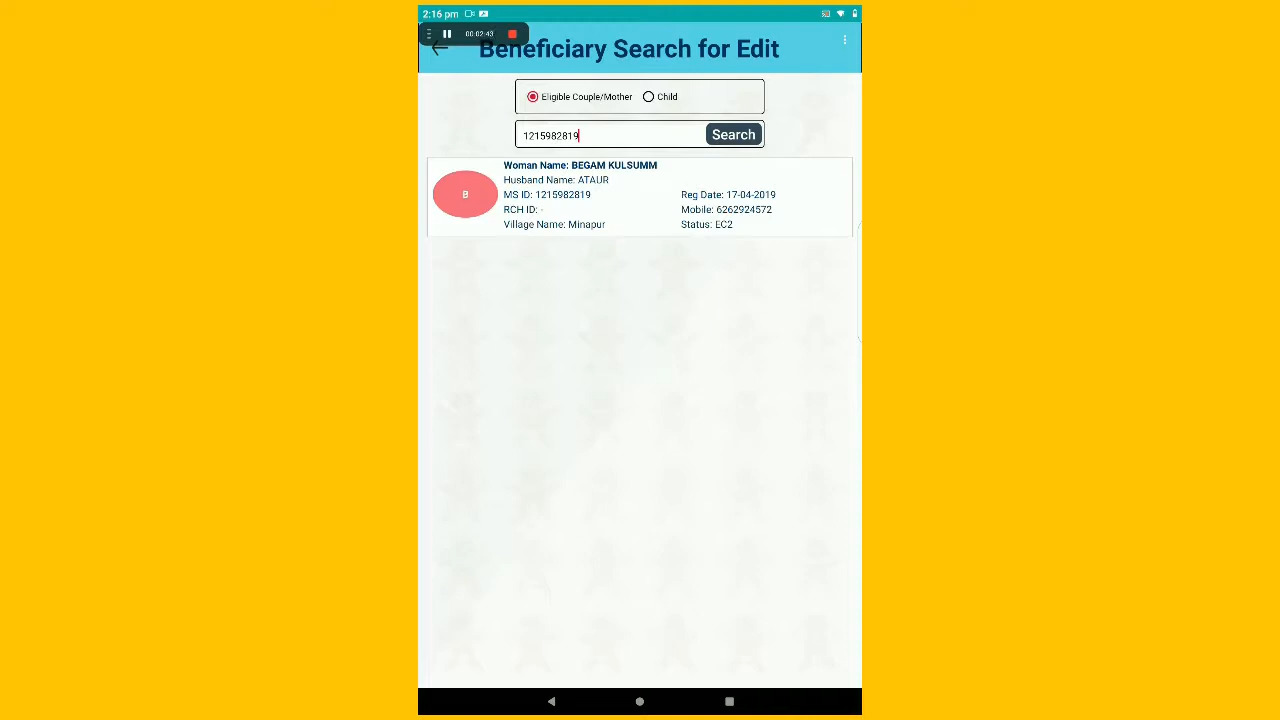 2:16 pm
00:02:43
Beneficiary Search for Edit
Eligible Couple/Mother Child
1215982819 Search
B
Woman Name: BEGAM KULSUMM
Husband Name: ATAUR
MS ID: 1215982819 Reg Date: 17-04-2019
RCH ID: - Mobile: 6262924572
Village Name: Minapur Status: EC2